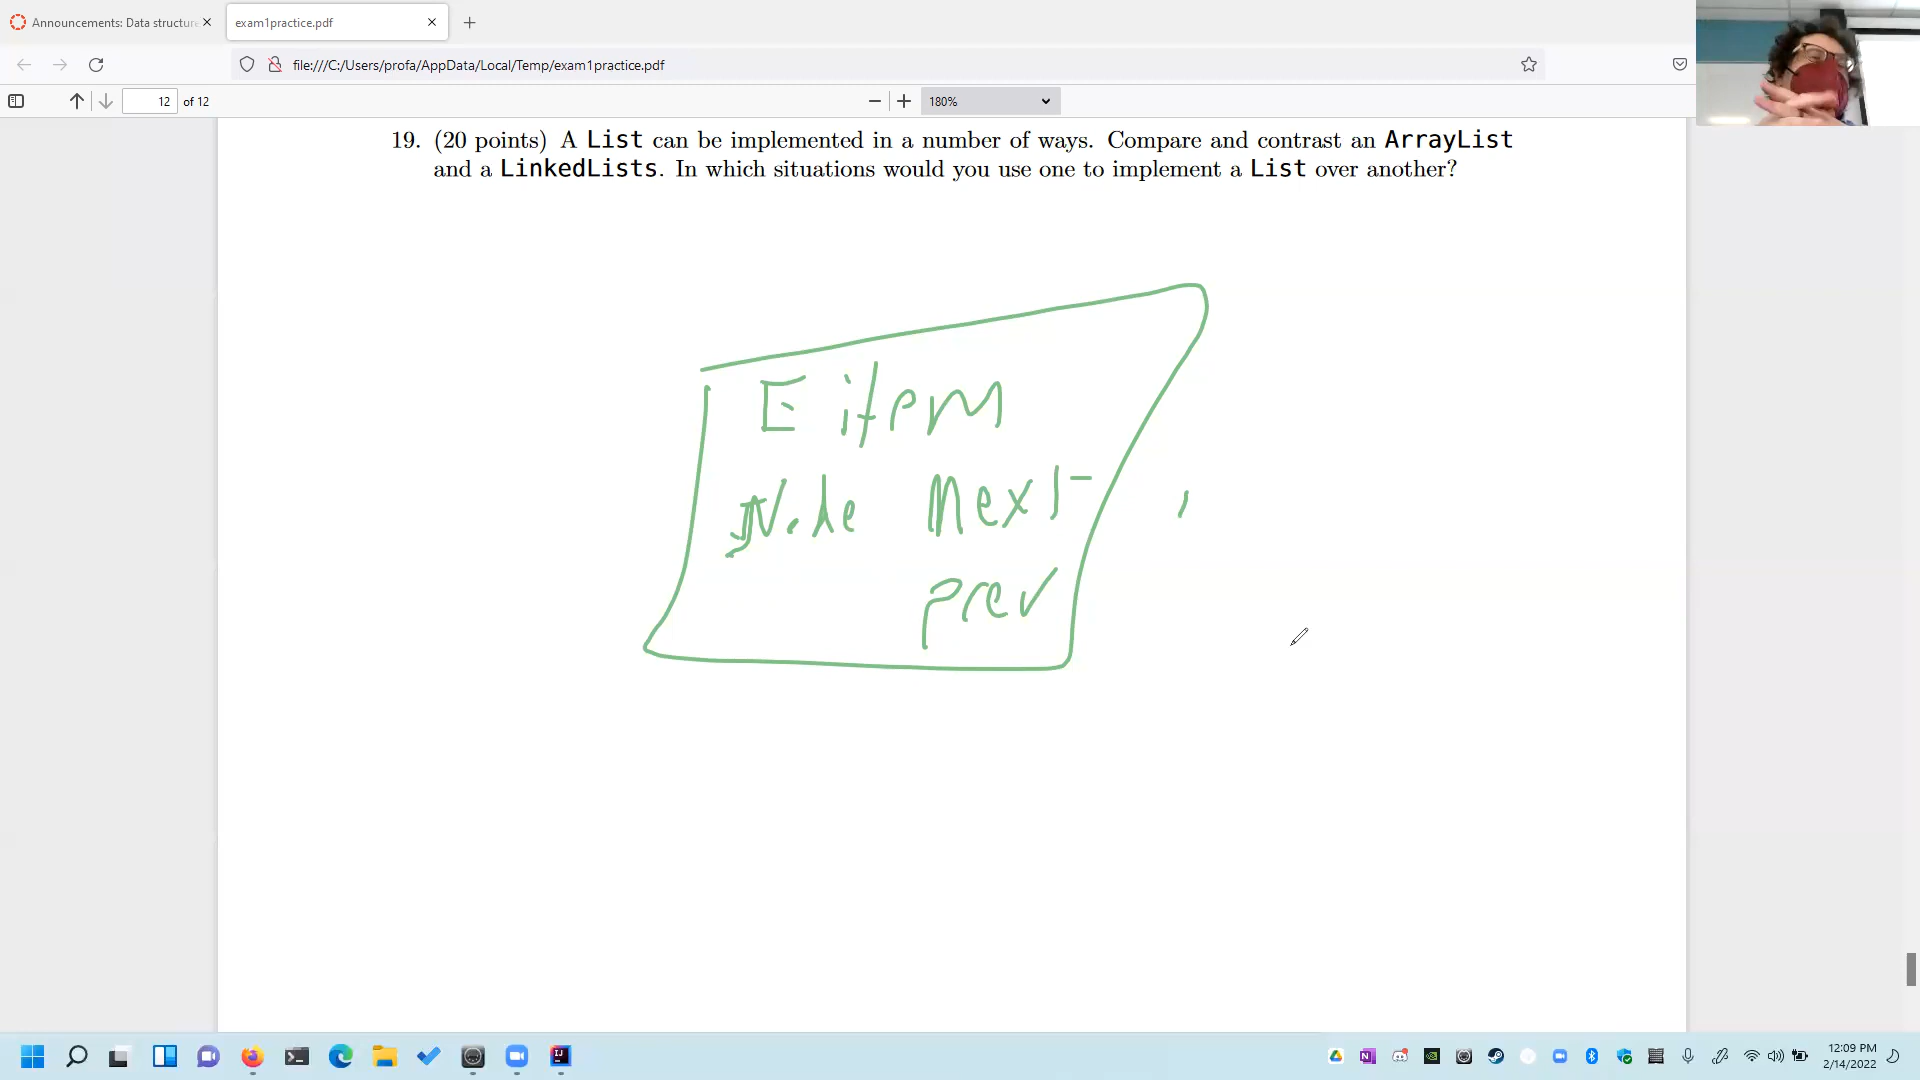 Announcements: Data structure
exam1practice.pdf
file:///C:/Users/profa/AppData/Local/Temp/exam1practice.pdf
12 of 12
180%
19. (20 points) A List can be implemented in a number of ways. Compare and contrast an ArrayList
and a LinkedLists. In which situations would you use one to implement a List over another?
E item
Node Next
prev
12:09 PM
2/14/2022